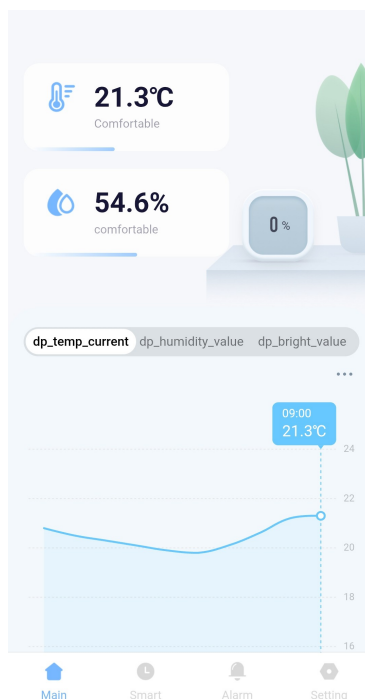 21.3℃
Comfortable
54.6%
comfortable
0 %
dp_temp_current dp_humidity_value dp_bright_value
09:00
21.3℃
24
22
20
18
16
Main Smart Alarm Setting